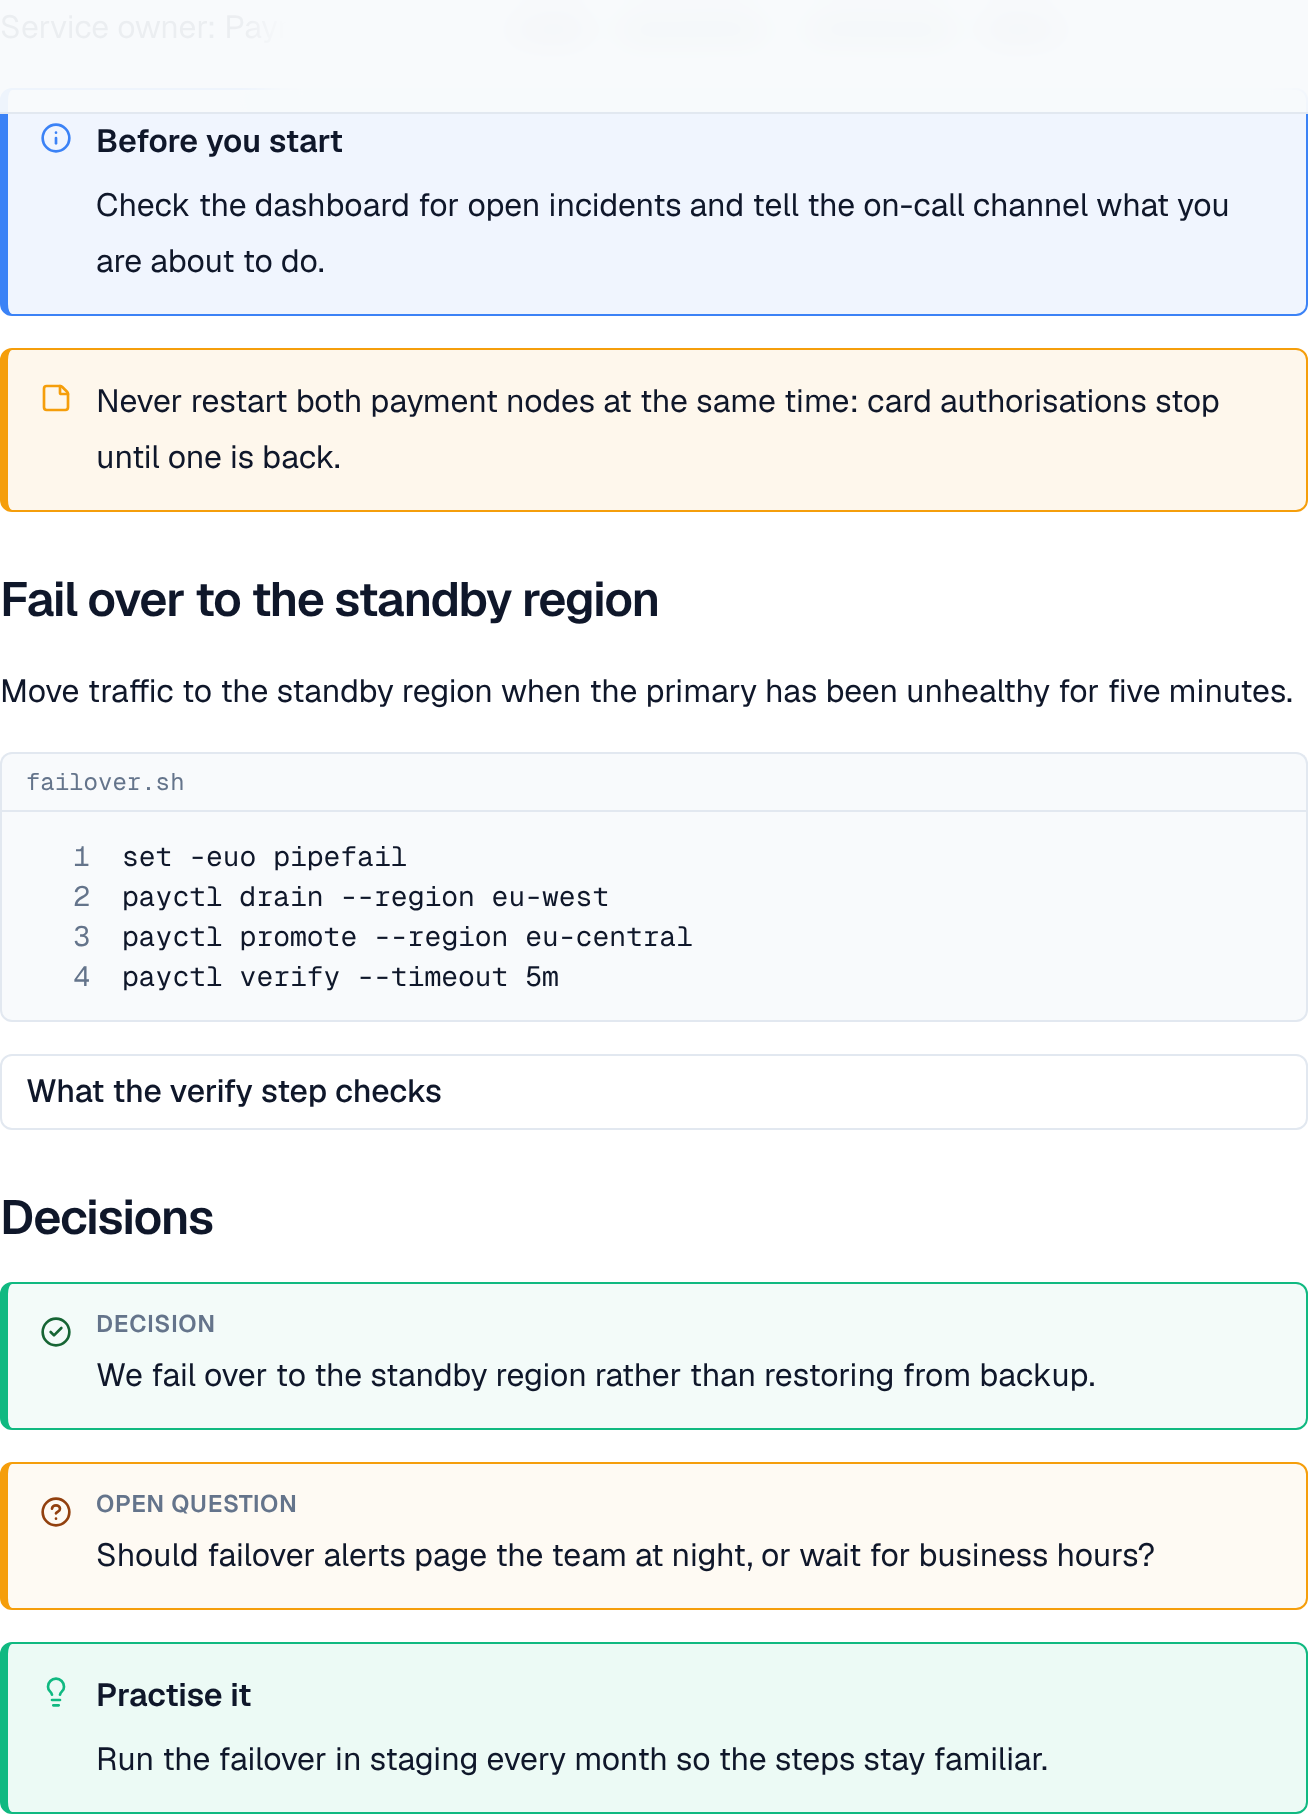 Service owner: Pay
Before you start
Check the dashboard for open incidents and tell the on-call channel what you
are about to do.
Never restart both payment nodes at the same time: card authorisations stop
until one is back.
Fail over to the standby region
Move traffic to the standby region when the primary has been unhealthy for five minutes.
failover.sh
1 set -euo pipefail
2 payctl drain --region eu-west
3 payctl promote --region eu-central
4 payctl verify --timeout 5m
What the verify step checks
Decisions
DECISION
We fail over to the standby region rather than restoring from backup.
OPEN QUESTION
Should failover alerts page the team at night, or wait for business hours?
Practise it
Run the failover in staging every month so the steps stay familiar.